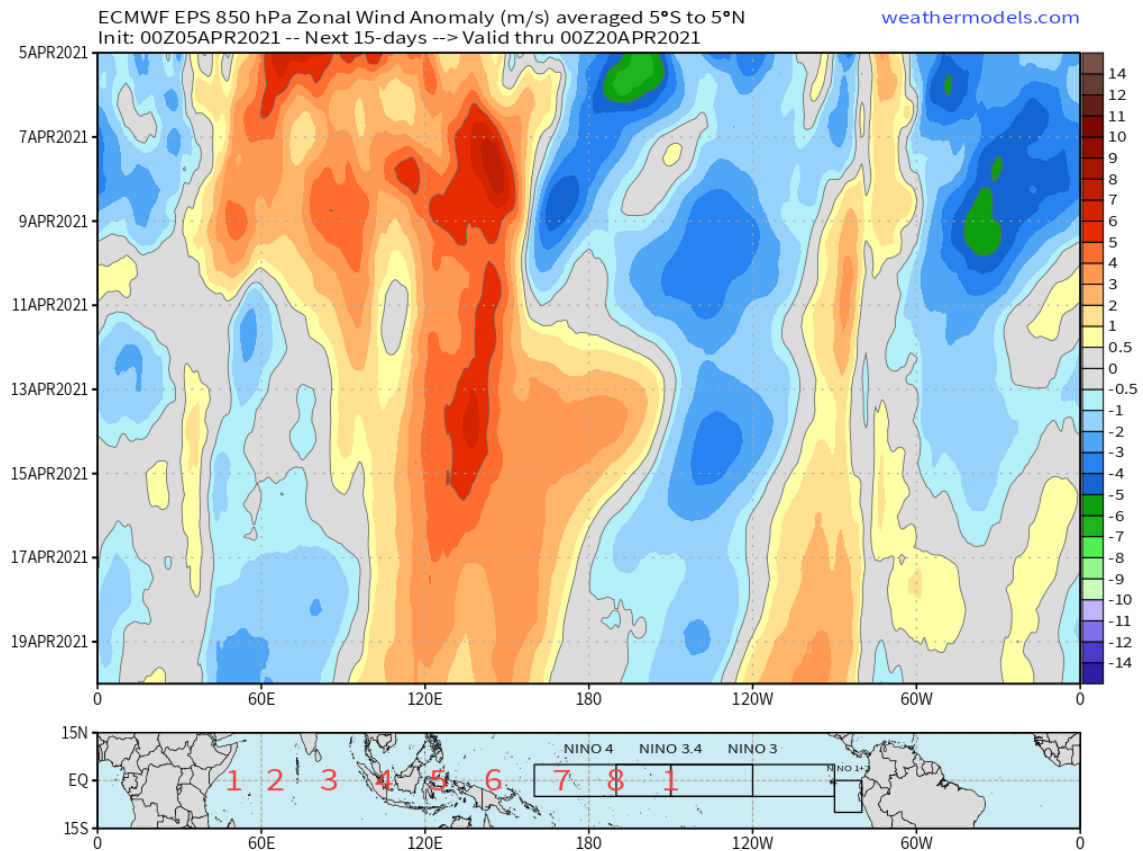 ECMWF EPS 850 hPa Zonal Wind Anomaly (m/s) averaged 5°S to 5°N
weathermodels.com
Init: 00Z05APR2021 -- Next 15-days --> Valid thru 00Z20APR2021
5APR2021
7APR2021
9APR2021
11APR2021
13APR2021
15APR2021
17APR2021
19APR2021
14
12
11
10
9
8
7
6
5
4
3
2
1
0.5
0
-0.5
-1
-2
-3
-4
-5
-6
-7
-8
-9
-10
-11
-12
-14
0 60E 120E 180 120W 60W 0
15N
EQ
15S
NINO 4 NINO 3.4 NINO 3
NINO 1+2
1 2 3 4 5 6 7 8 1
0 60E 120E 180 120W 60W 0